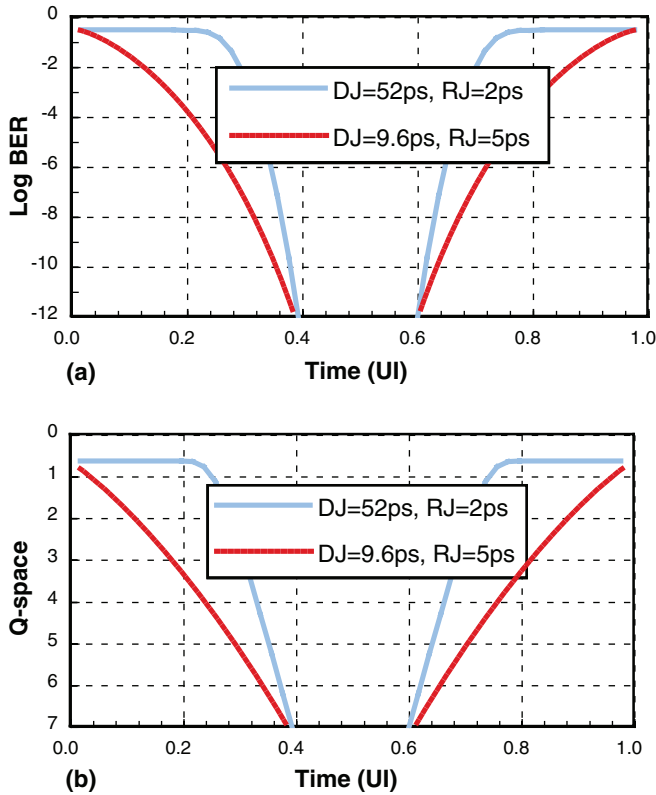 0
-2
-4
-6
-8
-10
-12
Log BER
DJ=52ps, RJ=2ps
DJ=9.6ps, RJ=5ps
0.0 0.2 0.4 0.6 0.8 1.0
(a) Time (UI)
0
1
2
3
4
5
6
7
Q-space
DJ=52ps, RJ=2ps
DJ=9.6ps, RJ=5ps
0.0 0.2 0.4 0.6 0.8 1.0
(b) Time (UI)